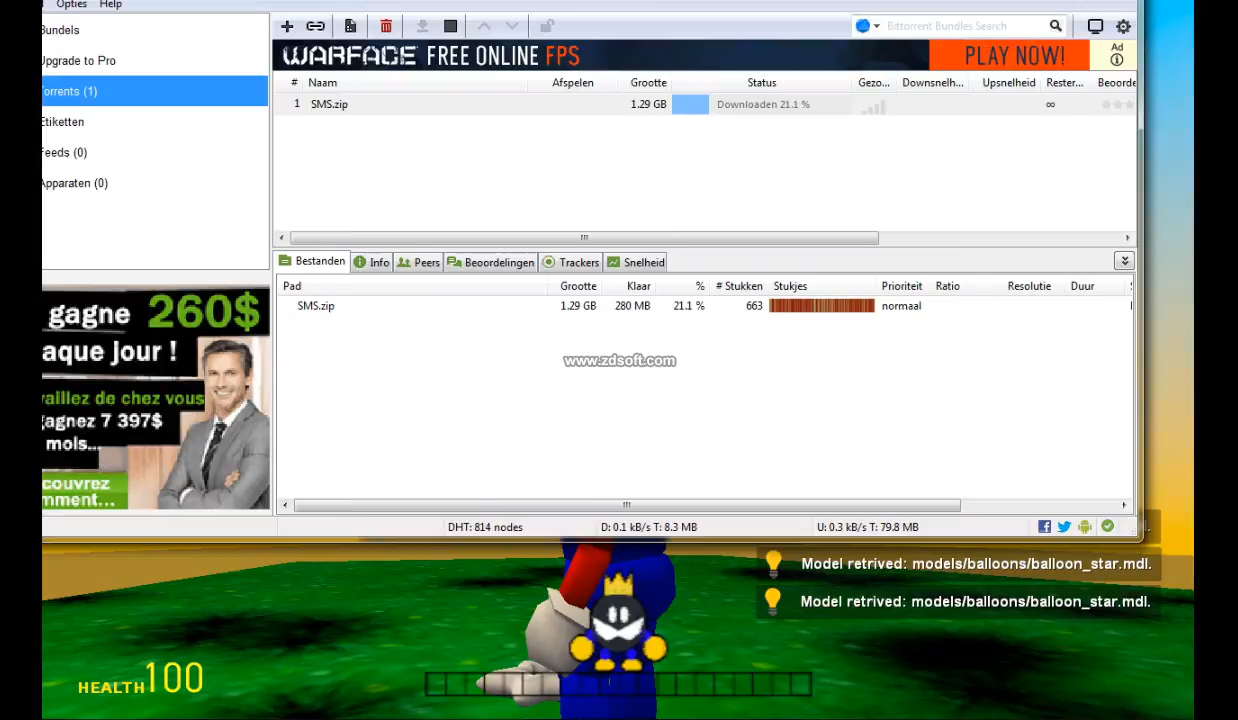 Opties Help
Bundels
Upgrade to Pro
Torrents (1)
Etiketten
Feeds (0)
Apparaten (0)
Bittorrent Bundles Search
WARFACE FREE ONLINE FPS PLAY NOW! Ad
# Naam Afspelen Grootte Status Gezo... Downsnelh... Upsnelheid Rester... Beoorde
1 SMS.zip 1.29 GB Downloaden 21.1 % ∞
Bestanden Info Peers Beoordelingen Trackers Snelheid
Pad Grootte Klaar % # Stukken Stukjes Prioriteit Ratio Resolutie Duur
SMS.zip 1.29 GB 280 MB 21.1 % 663 normaal
gagne 260$
aque jour !
vaillez de chez vous
gagnez 7 397$
mois...
couvrez
mment...
www.zdsoft.com
DHT: 814 nodes D: 0.1 kB/s T: 8.3 MB U: 0.3 kB/s T: 79.8 MB
Model retrived: models/balloons/balloon_star.mdl.
Model retrived: models/balloons/balloon_star.mdl.
HEALTH 100